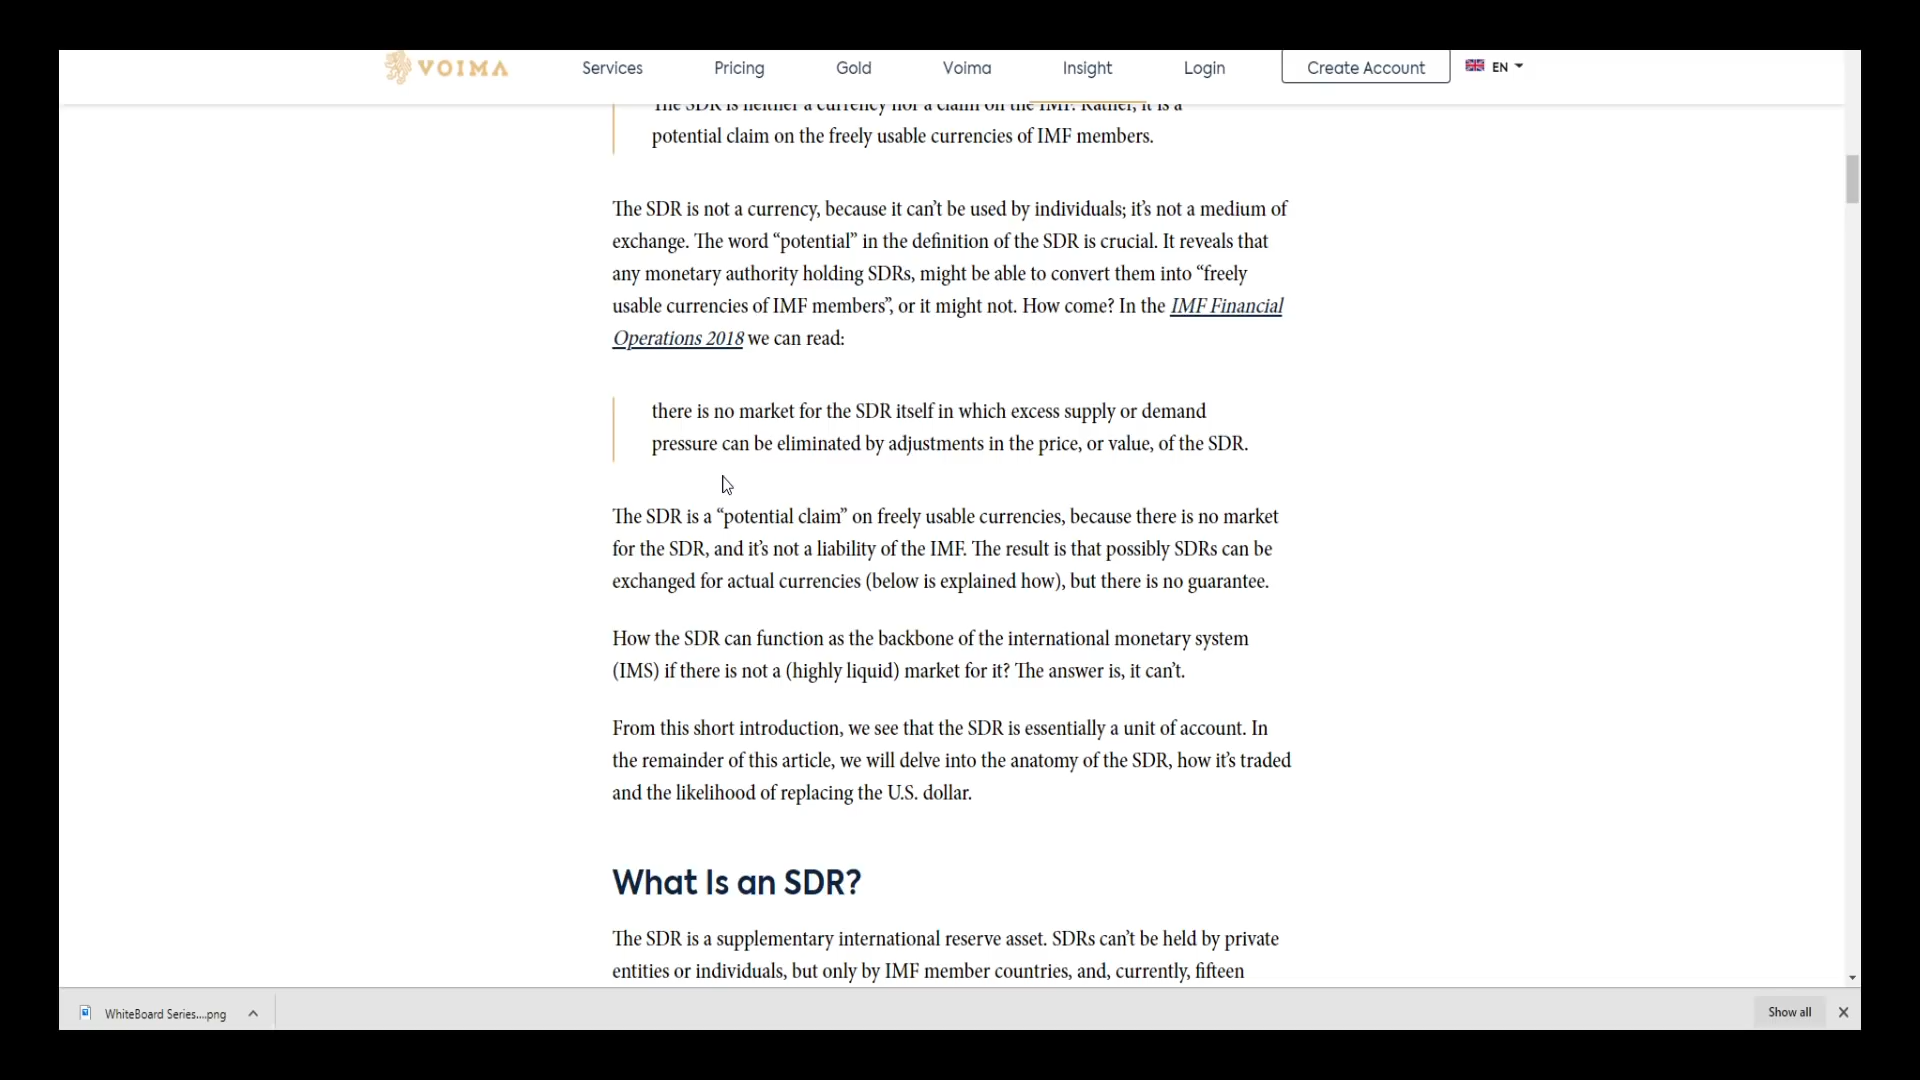 VOIMA Services Pricing Gold Voima Insight Login Create Account EN
The SDR is neither a currency nor a claim on the IMF. Rather, it is a
potential claim on the freely usable currencies of IMF members.
The SDR is not a currency, because it can’t be used by individuals; it’s not a medium of
exchange. The word “potential” in the definition of the SDR is crucial. It reveals that
any monetary authority holding SDRs, might be able to convert them into “freely
usable currencies of IMF members”, or it might not. How come? In the IMF Financial
Operations 2018 we can read:
there is no market for the SDR itself in which excess supply or demand
pressure can be eliminated by adjustments in the price, or value, of the SDR.
The SDR is a “potential claim” on freely usable currencies, because there is no market
for the SDR, and it’s not a liability of the IMF. The result is that possibly SDRs can be
exchanged for actual currencies (below is explained how), but there is no guarantee.
How the SDR can function as the backbone of the international monetary system
(IMS) if there is not a (highly liquid) market for it? The answer is, it can’t.
From this short introduction, we see that the SDR is essentially a unit of account. In
the remainder of this article, we will delve into the anatomy of the SDR, how it’s traded
and the likelihood of replacing the U.S. dollar.
What Is an SDR?
The SDR is a supplementary international reserve asset. SDRs can’t be held by private
entities or individuals, but only by IMF member countries, and, currently, fifteen
WhiteBoard Series....png Show all